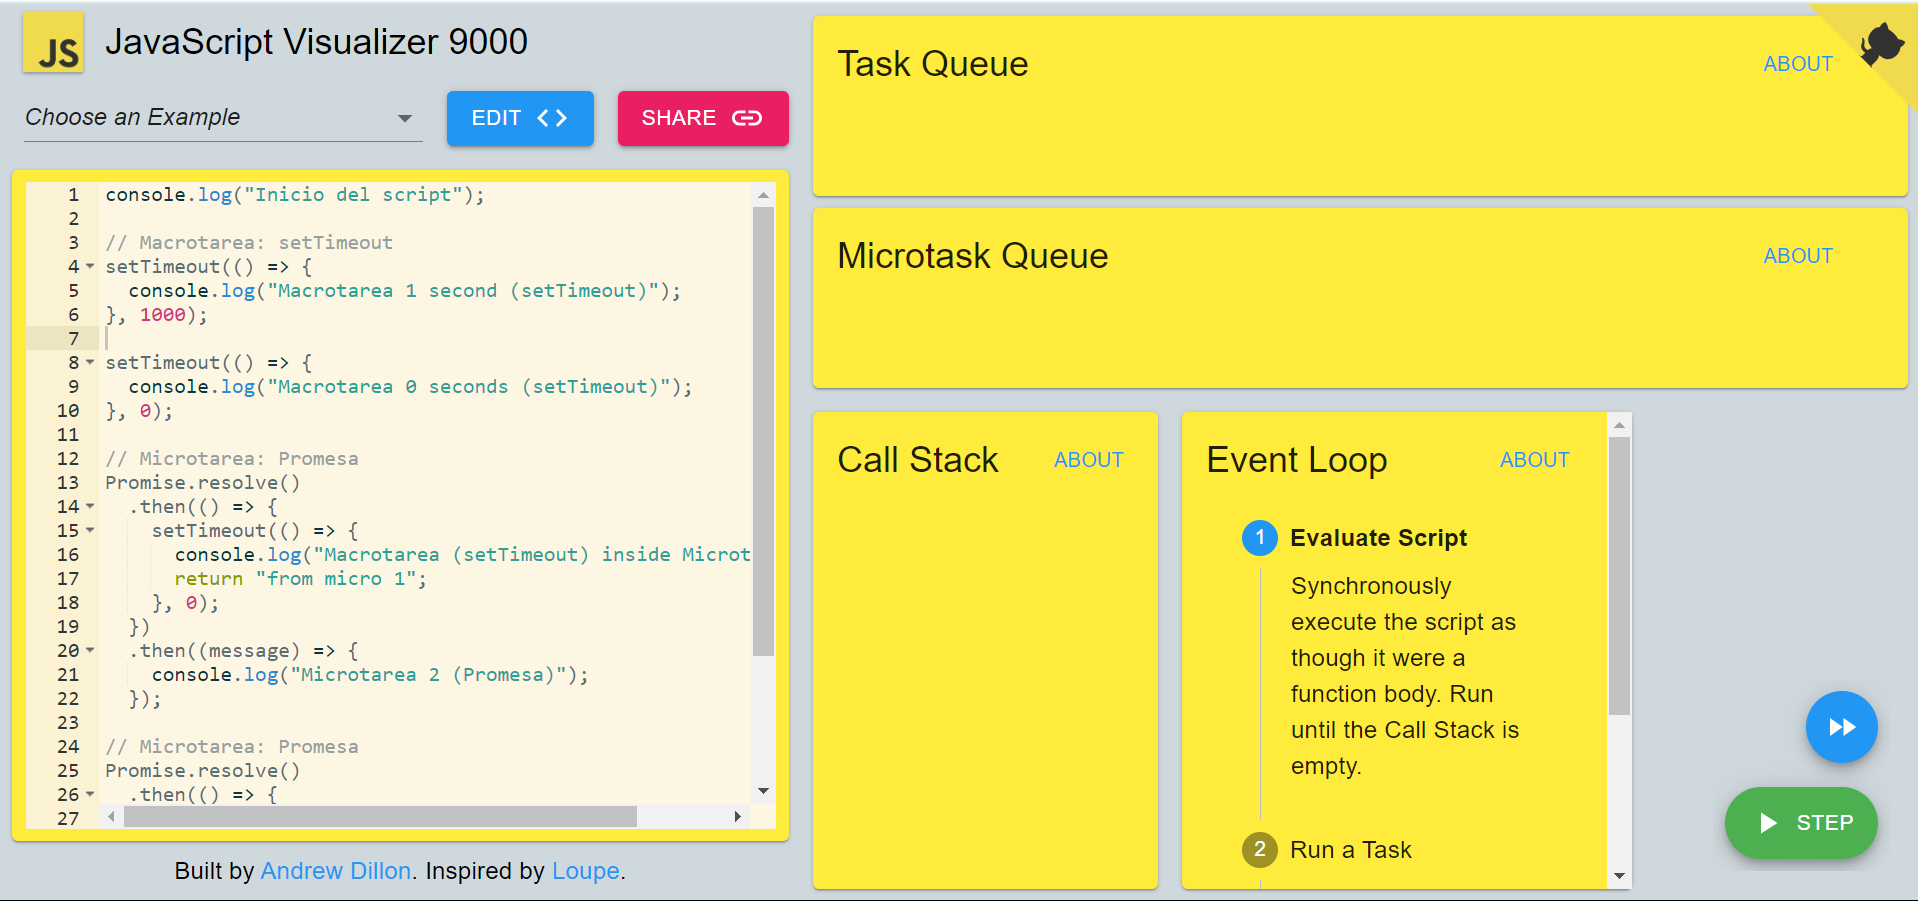 JS
JavaScript Visualizer 9000
Choose an Example
EDIT
SHARE
1 console.log("Inicio del script");
2
3 // Macrotarea: setTimeout
4 setTimeout(() => {
5 console.log("Macrotarea 1 second (setTimeout)");
6 }, 1000);
7
8 setTimeout(() => {
9 console.log("Macrotarea 0 seconds (setTimeout)");
10 }, 0);
11
12 // Microtarea: Promesa
13 Promise.resolve()
14 .then(() => {
15 setTimeout(() => {
16 console.log("Macrotarea (setTimeout) inside Microt
17 return "from micro 1";
18 }, 0);
19 })
20 .then((message) => {
21 console.log("Microtarea 2 (Promesa)");
22 });
23
24 // Microtarea: Promesa
25 Promise.resolve()
26 .then(() => {
27
Built by Andrew Dillon. Inspired by Loupe.
Task Queue
ABOUT
Microtask Queue
ABOUT
Call Stack
ABOUT
Event Loop
ABOUT
1 Evaluate Script
Synchronously
execute the script as
though it were a
function body. Run
until the Call Stack is
empty.
2 Run a Task
STEP